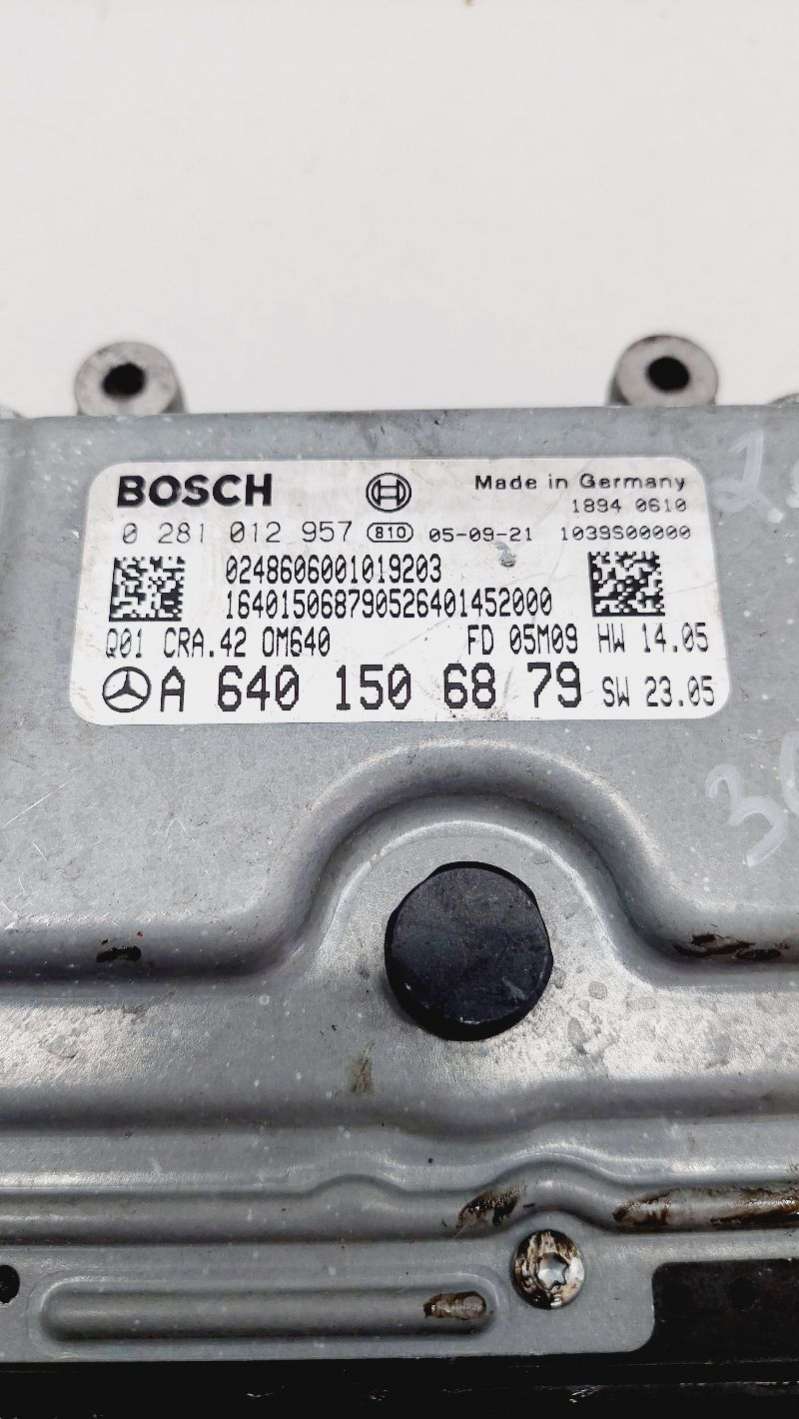 BOSCH
Made in Germany
1894 0610
0 281 012 957 810 05-09-21 1039S00000
0248606001019203
164015068790526401452000
Q01 CRA.42 OM640 FD 05M09 HW 14.05
A 640 150 68 79 SW 23.05